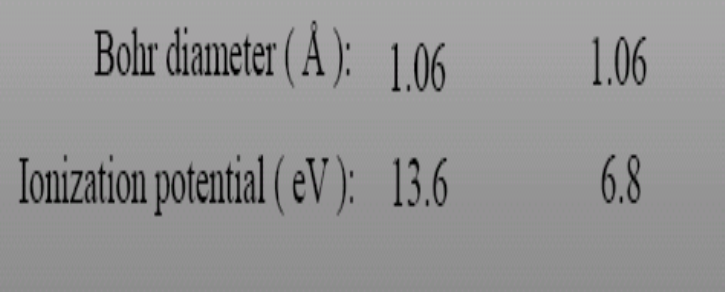 Bohr diameter ( Å ): 1.06 1.06
Ionization potential ( eV ): 13.6 6.8